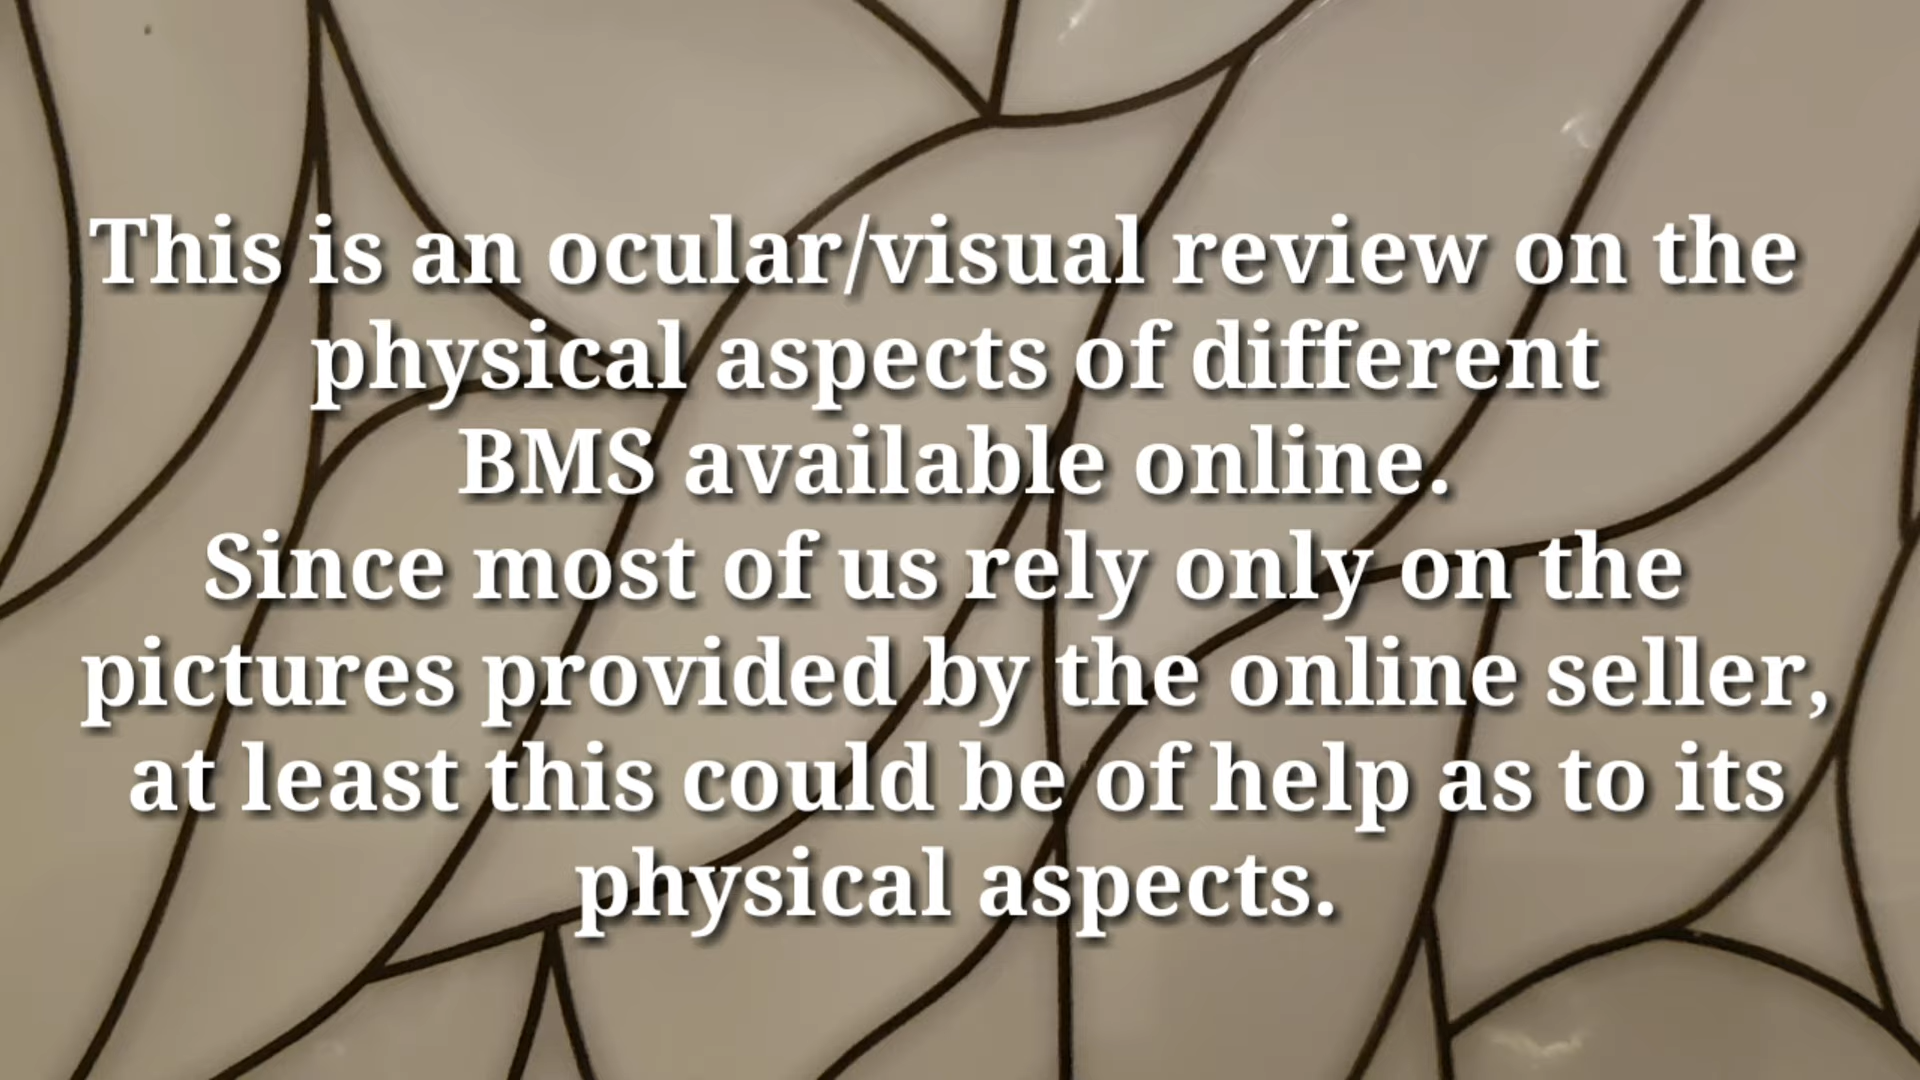 This is an ocular/visual review on the
physical aspects of different
BMS available online.
Since most of us rely only on the
pictures provided by the online seller,
at least this could be of help as to its
physical aspects.